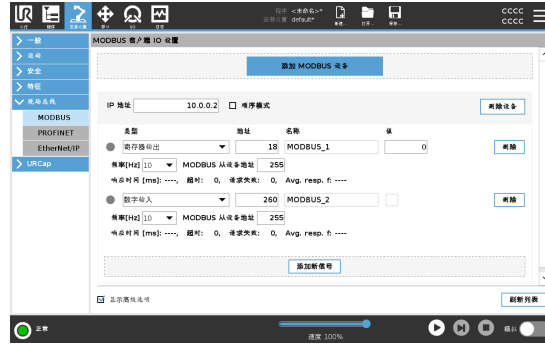 程序 <未命名>*
安装设置 default*
cccc
cccc
运行 程序 安装设置 移动 I/O 日志 新建... 打开... 保存...
一般
MODBUS 客户端 IO 设置
运动
安全
特征
现场总线
MODBUS
PROFINET
EtherNet/IP
URCap
添加 MODBUS 设备
IP 地址 10.0.0.2 顺序模式 删除设备
类型 地址 名称 值
寄存器输出 18 MODBUS_1 0 删除
频率[Hz] 10 MODBUS 从设备地址 255
响应时间 [ms]: ----, 超时: 0, 请求失败: 0, Avg. resp. f: ----
数字输入 260 MODBUS_2 删除
频率[Hz] 10 MODBUS 从设备地址 255
响应时间 [ms]: ----, 超时: 0, 请求失败: 0, Avg. resp. f: ----
添加新信号
显示高级选项 刷新列表
正常 速度 100% 模拟